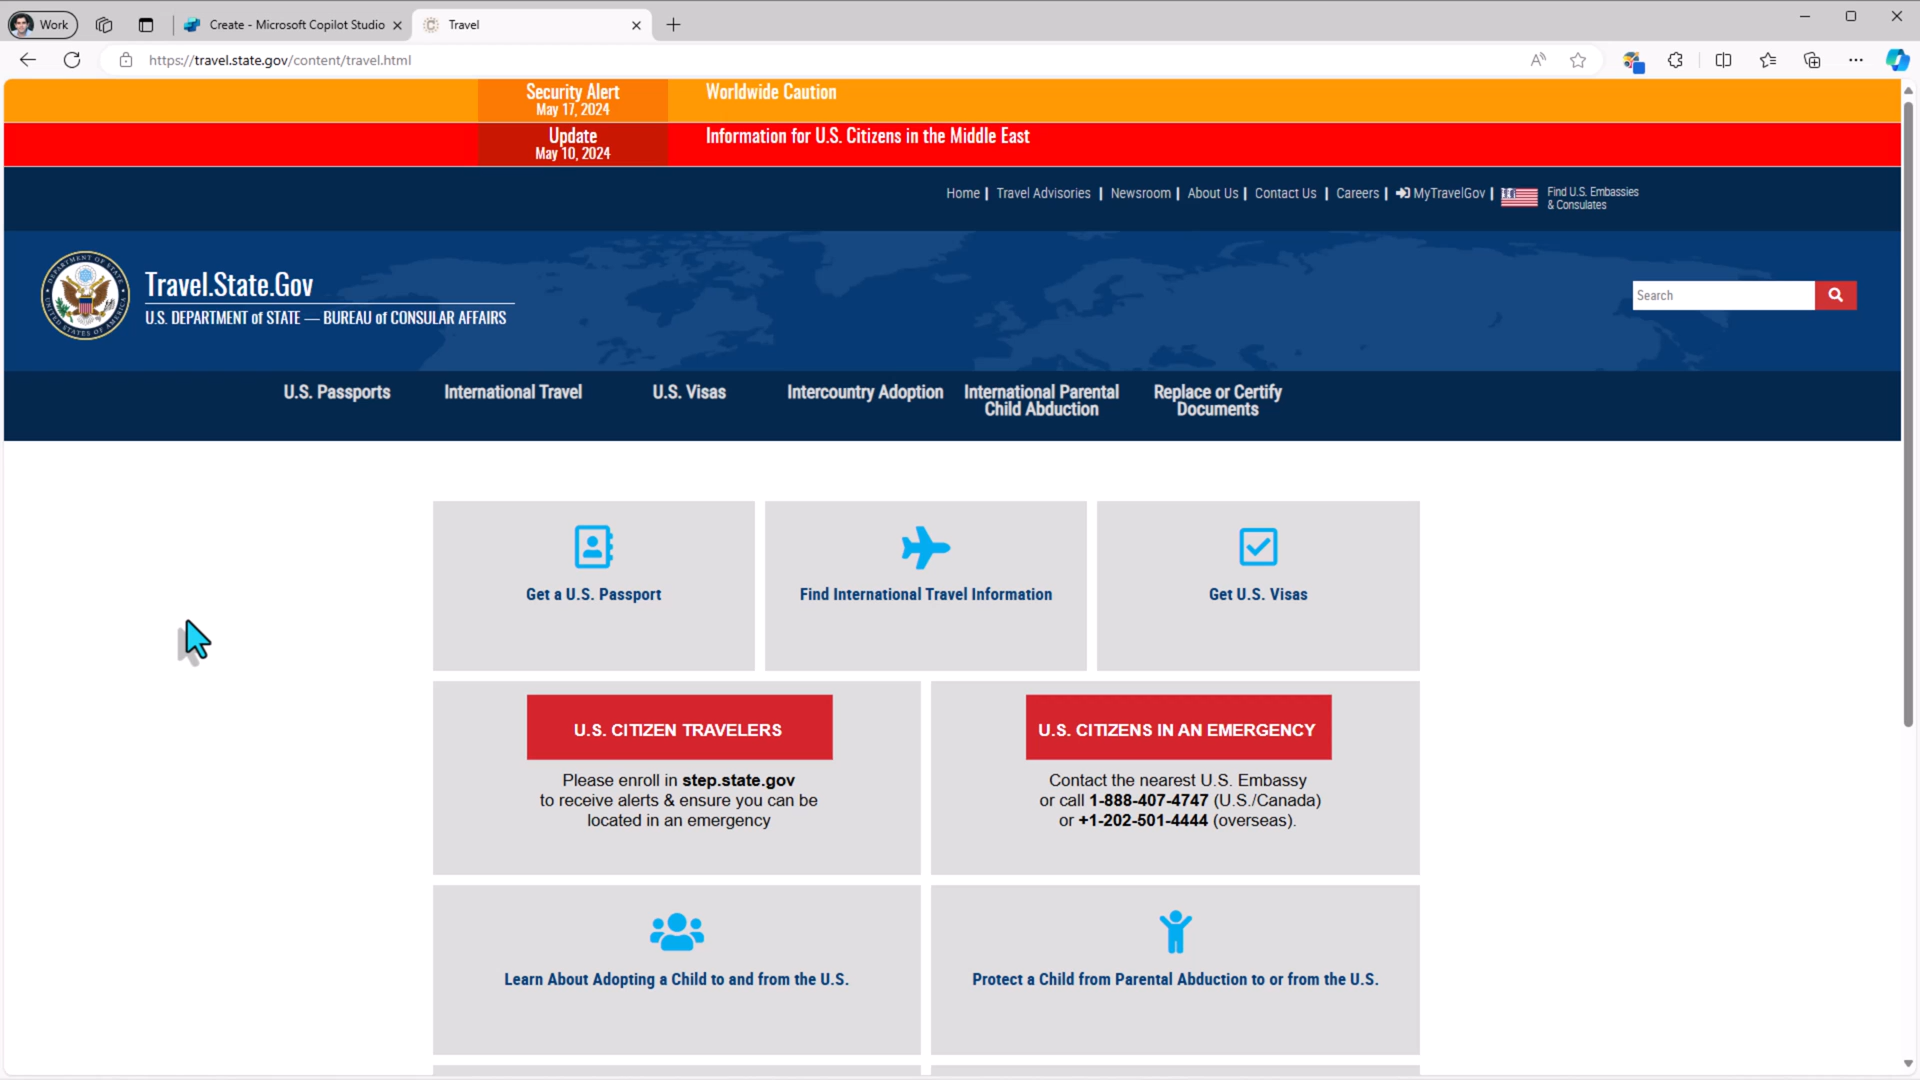 Work
Create - Microsoft Copilot Studio
Travel
https://travel.state.gov/content/travel.html
Security Alert
May 17, 2024
Worldwide Caution
Update
May 10, 2024
Information for U.S. Citizens in the Middle East
Home | Travel Advisories | Newsroom | About Us | Contact Us | Careers | MyTravelGov |
Find U.S. Embassies
& Consulates
Travel.State.Gov
U.S. DEPARTMENT of STATE — BUREAU of CONSULAR AFFAIRS
Search
U.S. Passports
International Travel
U.S. Visas
Intercountry Adoption
International Parental
Child Abduction
Replace or Certify
Documents
Get a U.S. Passport
Find International Travel Information
Get U.S. Visas
U.S. CITIZEN TRAVELERS
Please enroll in step.state.gov
to receive alerts & ensure you can be
located in an emergency
U.S. CITIZENS IN AN EMERGENCY
Contact the nearest U.S. Embassy
or call 1-888-407-4747 (U.S./Canada)
or +1-202-501-4444 (overseas).
Learn About Adopting a Child to and from the U.S.
Protect a Child from Parental Abduction to or from the U.S.